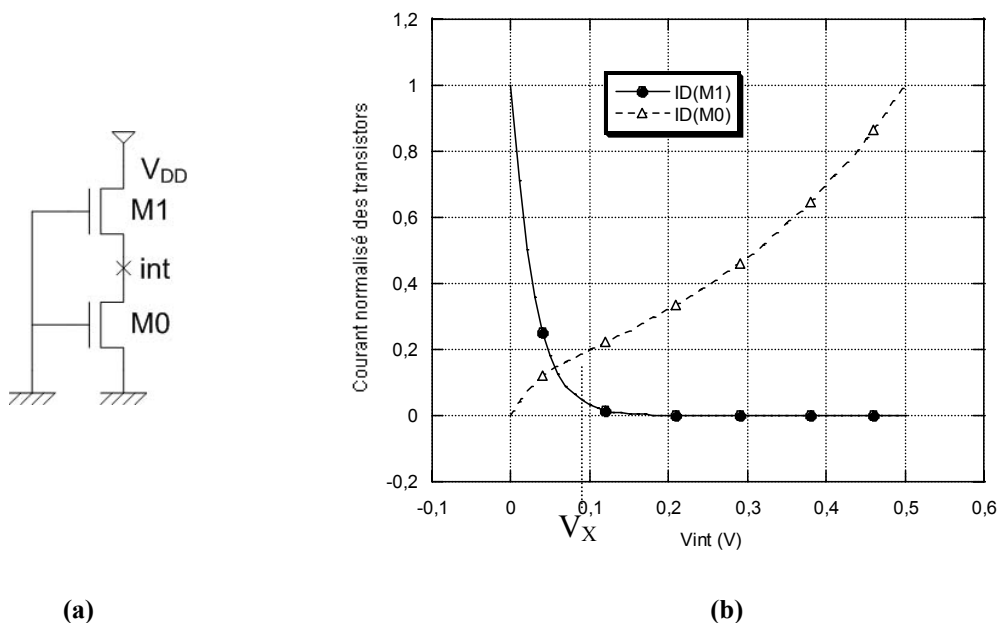 V_DD
M1
int
M0
(a)
Courant normalisé des transistors
1,2
1
0,8
0,6
0,4
0,2
0
-0,2
ID(M1)
ID(M0)
-0,1
0
0,1
0,2
0,3
0,4
0,5
0,6
V_X
Vint (V)
(b)